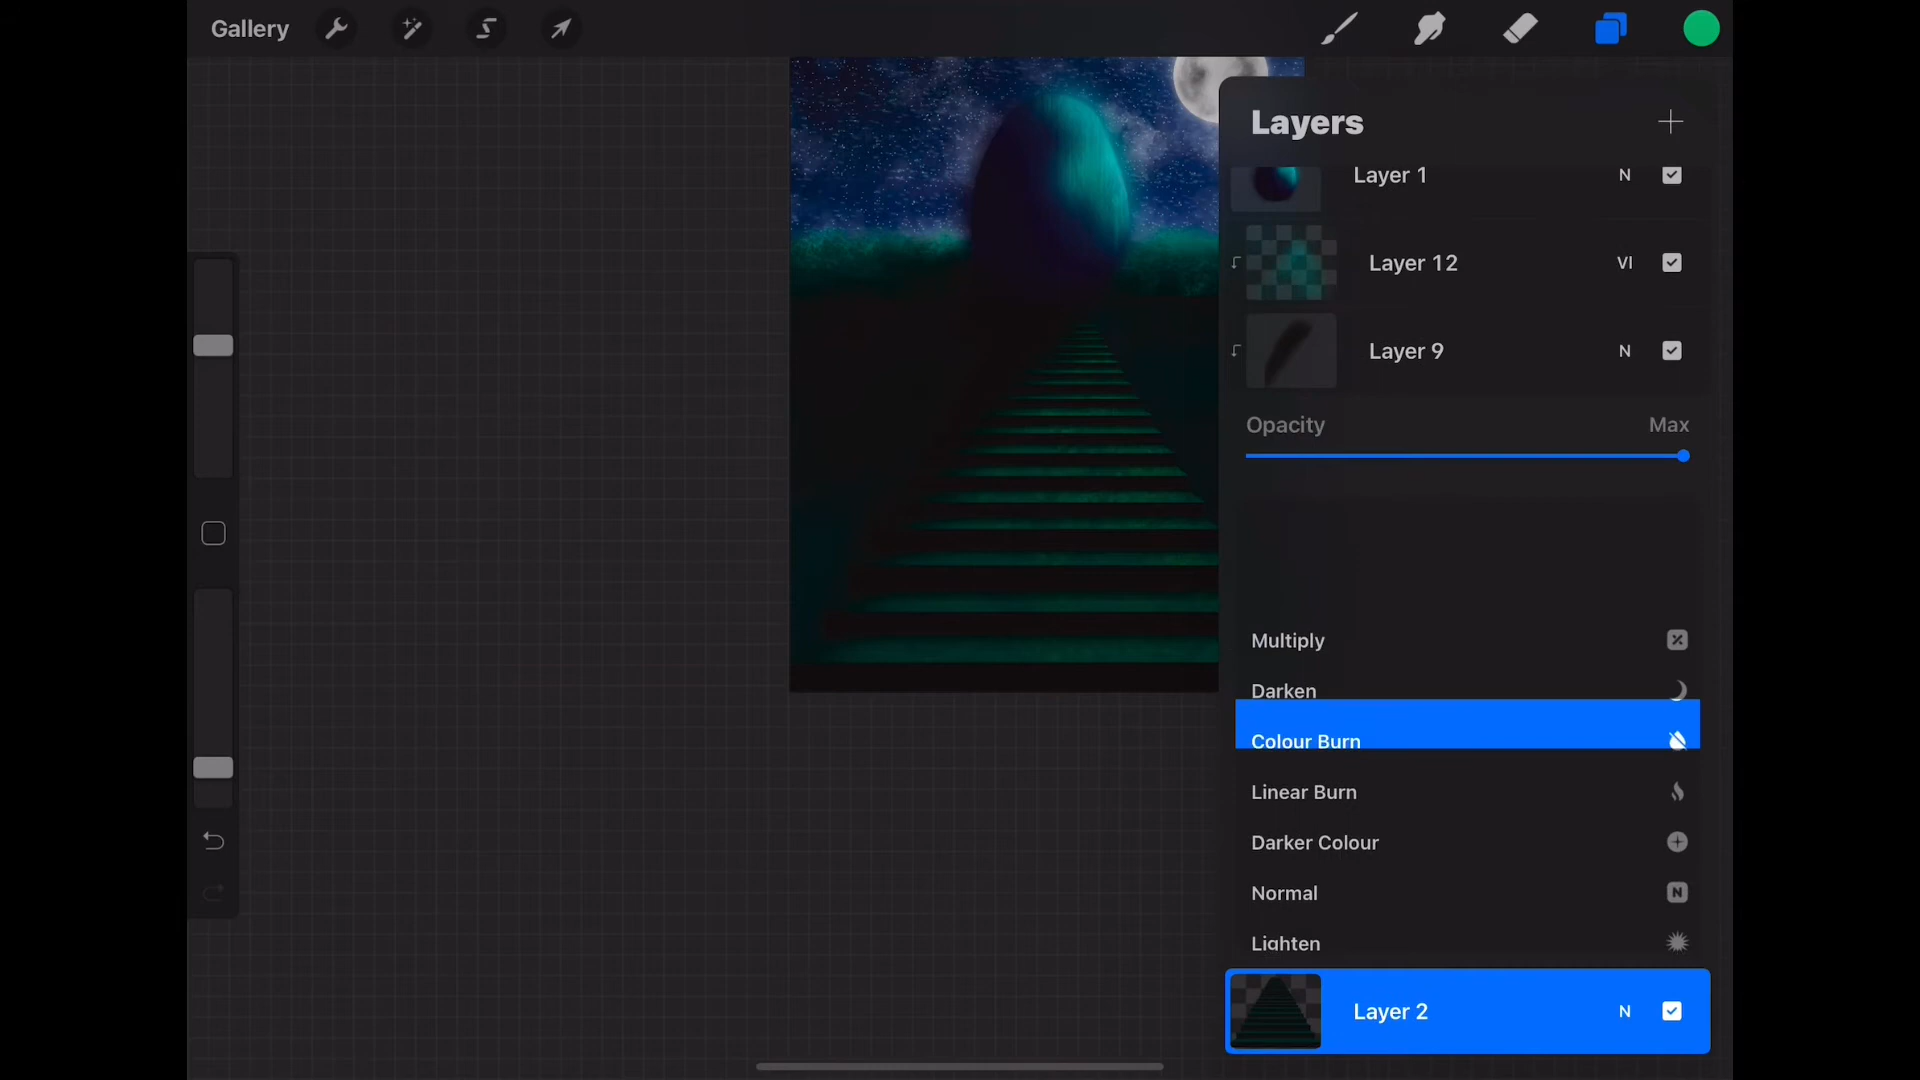 Gallery
Layers
Layer 1 N
Layer 12 VI
Layer 9 N
Opacity Max
Multiply
Darken
Colour Burn
Linear Burn
Darker Colour
Normal N
Lighten
Layer 2 N